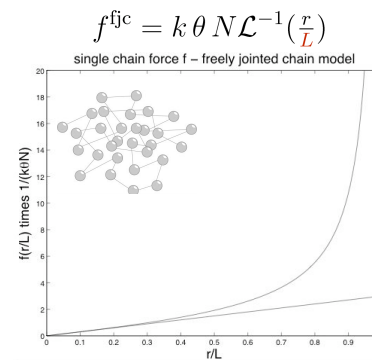 f^fjc = k θ N ℒ^−1(r/L)
single chain force f − freely jointed chain model
20
18
16
14
12
10
8
6
4
2
0
f(r/L) times 1/(kθN)
0 0.1 0.2 0.3 0.4 0.5 0.6 0.7 0.8 0.9
r/L